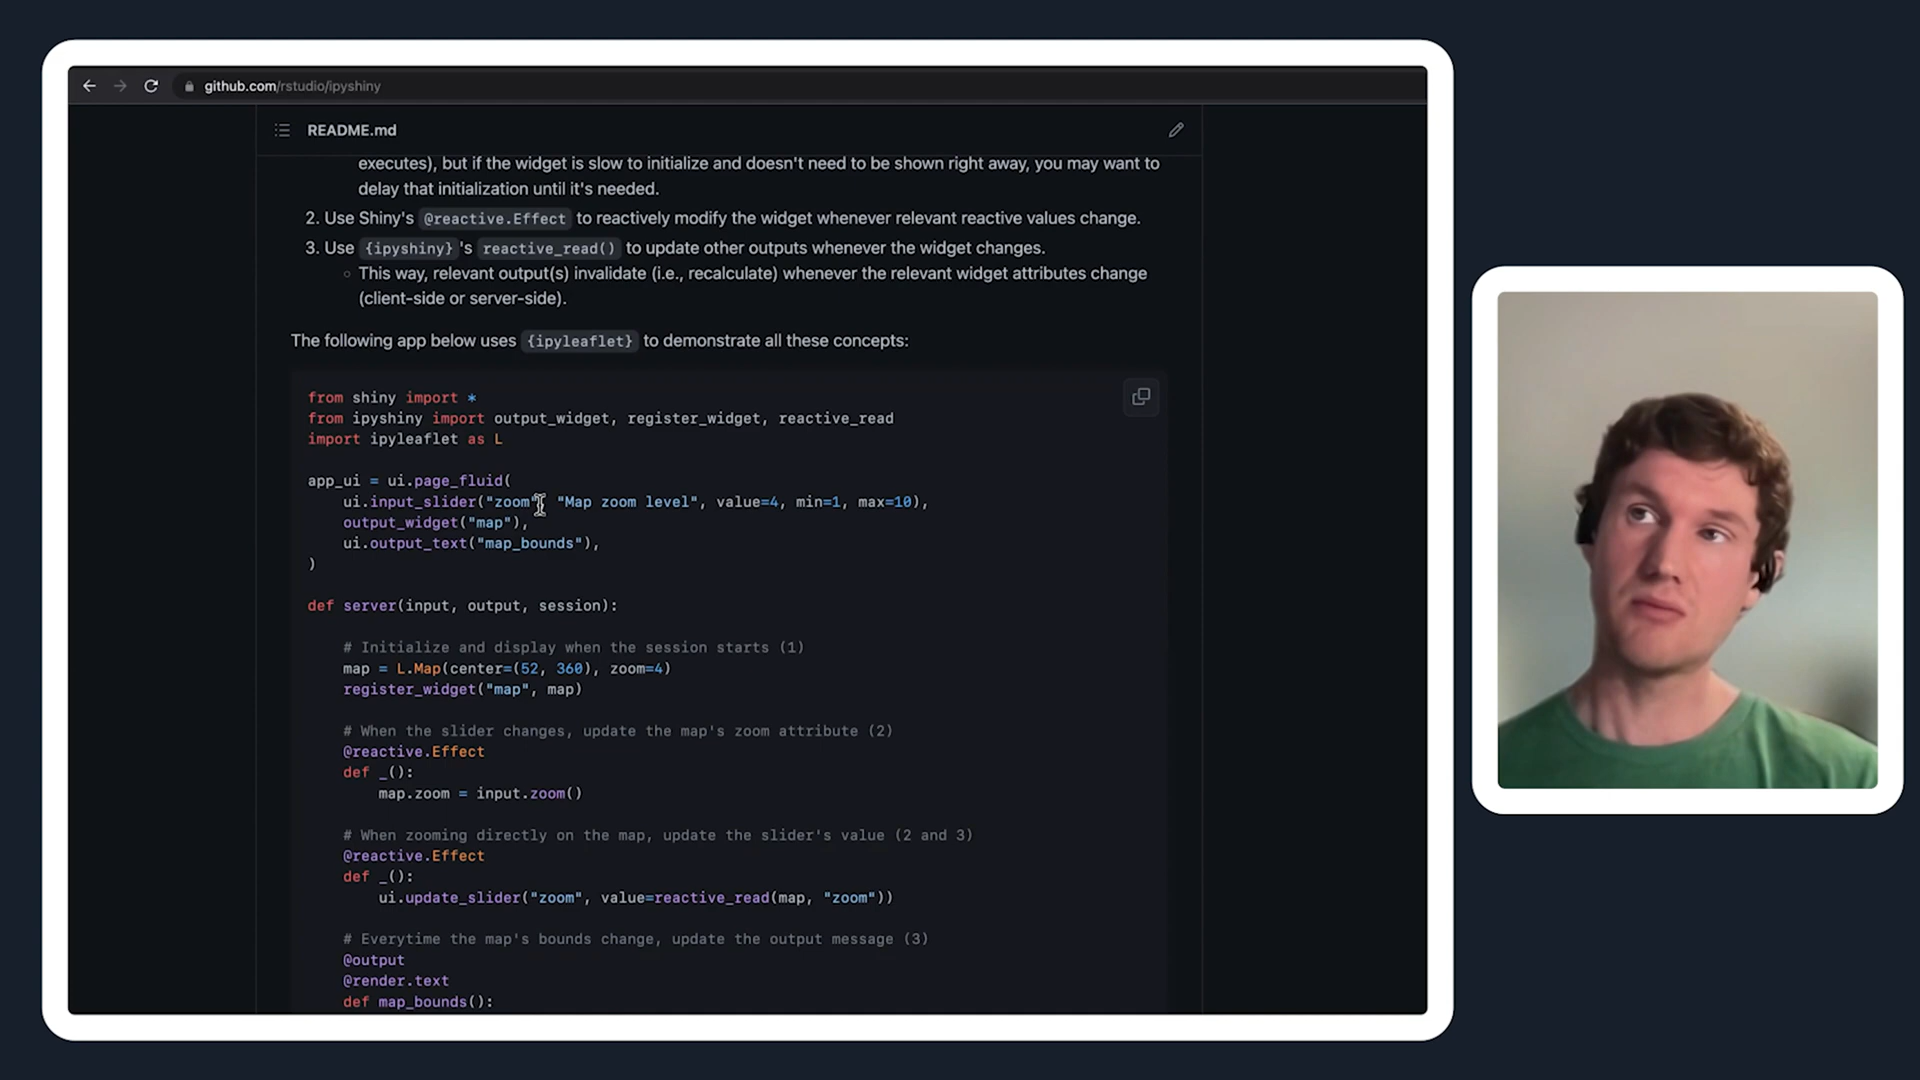 github.com/rstudio/ipyshiny
README.md
executes), but if the widget is slow to initialize and doesn't need to be shown right away, you may want to
delay that initialization until it's needed.
2. Use Shiny's @reactive.Effect to reactively modify the widget whenever relevant reactive values change.
3. Use {ipyshiny} 's reactive_read() to update other outputs whenever the widget changes.
This way, relevant output(s) invalidate (i.e., recalculate) whenever the relevant widget attributes change
(client-side or server-side).
The following app below uses {ipyleaflet} to demonstrate all these concepts:
from shiny import *
from ipyshiny import output_widget, register_widget, reactive_read
import ipyleaflet as L
app_ui = ui.page_fluid(
ui.input_slider("zoom", "Map zoom level", value=4, min=1, max=10),
output_widget("map"),
ui.output_text("map_bounds"),
)
def server(input, output, session):
# Initialize and display when the session starts (1)
map = L.Map(center=(52, 360), zoom=4)
register_widget("map", map)
# When the slider changes, update the map's zoom attribute (2)
@reactive.Effect
def _():
map.zoom = input.zoom()
# When zooming directly on the map, update the slider's value (2 and 3)
@reactive.Effect
def _():
ui.update_slider("zoom", value=reactive_read(map, "zoom"))
# Everytime the map's bounds change, update the output message (3)
@output
@render.text
def map_bounds():